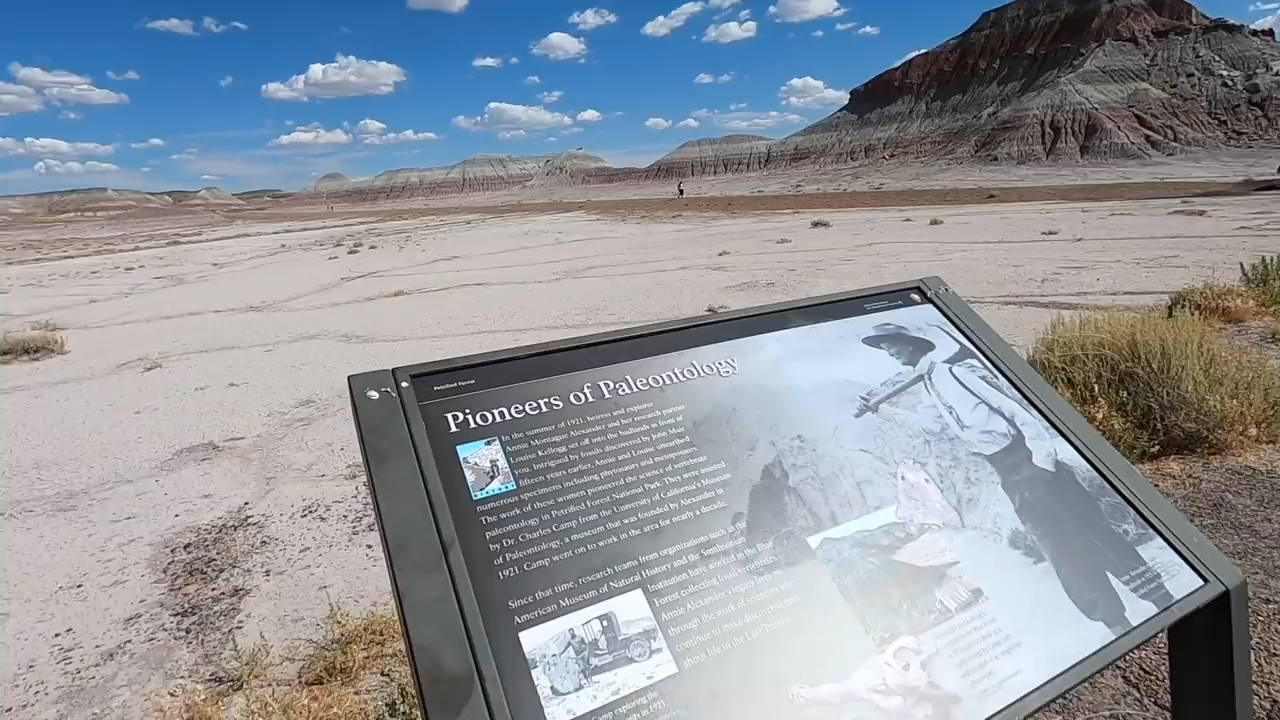 Petrified Forest
Pioneers of Paleontology
In the summer of 1921, heiress and explorer
Annie Montague Alexander and her research partner
Louise Kellogg set off into the badlands in front of
you. Intrigued by fossils discovered by John Muir
fifteen years earlier, Annie and Louise unearthed
numerous specimens including phytosaurs and metoposaurs.
The work of these women pioneered the science of vertebrate
paleontology in Petrified Forest National Park. They were assisted
by Dr. Charles Camp from the University of California's Museum
of Paleontology, a museum that was founded by Alexander in
1921. Camp went on to work in the area for nearly a decade.
HISTORY
Since that time, research teams from organizations such as the
American Museum of Natural History and the Smithsonian
Institution have worked in the Blue
Forest collecting fossil vertebrates.
Annie Alexander's legacy lives on
through the work of scientists who
continue to make discoveries
about life in the Late Triassic.
Camp exploring the
in 1923